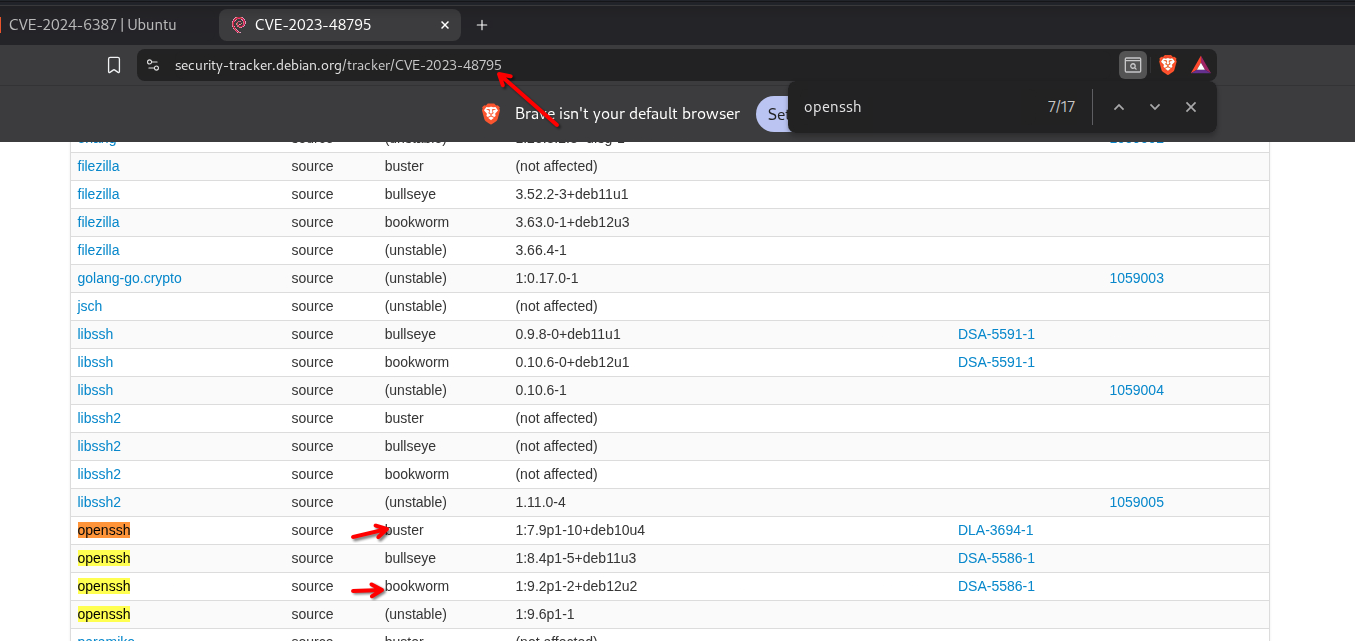 CVE-2024-6387 | Ubuntu CVE-2023-48795
security-tracker.debian.org/tracker/CVE-2023-48795
openssh 7/17
Brave isn't your default browser
filezilla source buster (not affected)
filezilla source bullseye 3.52.2-3+deb11u1
filezilla source bookworm 3.63.0-1+deb12u3
filezilla source (unstable) 3.66.4-1
golang-go.crypto source (unstable) 1:0.17.0-1 1059003
jsch source (unstable) (not affected)
libssh source bullseye 0.9.8-0+deb11u1 DSA-5591-1
libssh source bookworm 0.10.6-0+deb12u1 DSA-5591-1
libssh source (unstable) 0.10.6-1 1059004
libssh2 source buster (not affected)
libssh2 source bullseye (not affected)
libssh2 source bookworm (not affected)
libssh2 source (unstable) 1.11.0-4 1059005
openssh source buster 1:7.9p1-10+deb10u4 DLA-3694-1
openssh source bullseye 1:8.4p1-5+deb11u3 DSA-5586-1
openssh source bookworm 1:9.2p1-2+deb12u2 DSA-5586-1
openssh source (unstable) 1:9.6p1-1